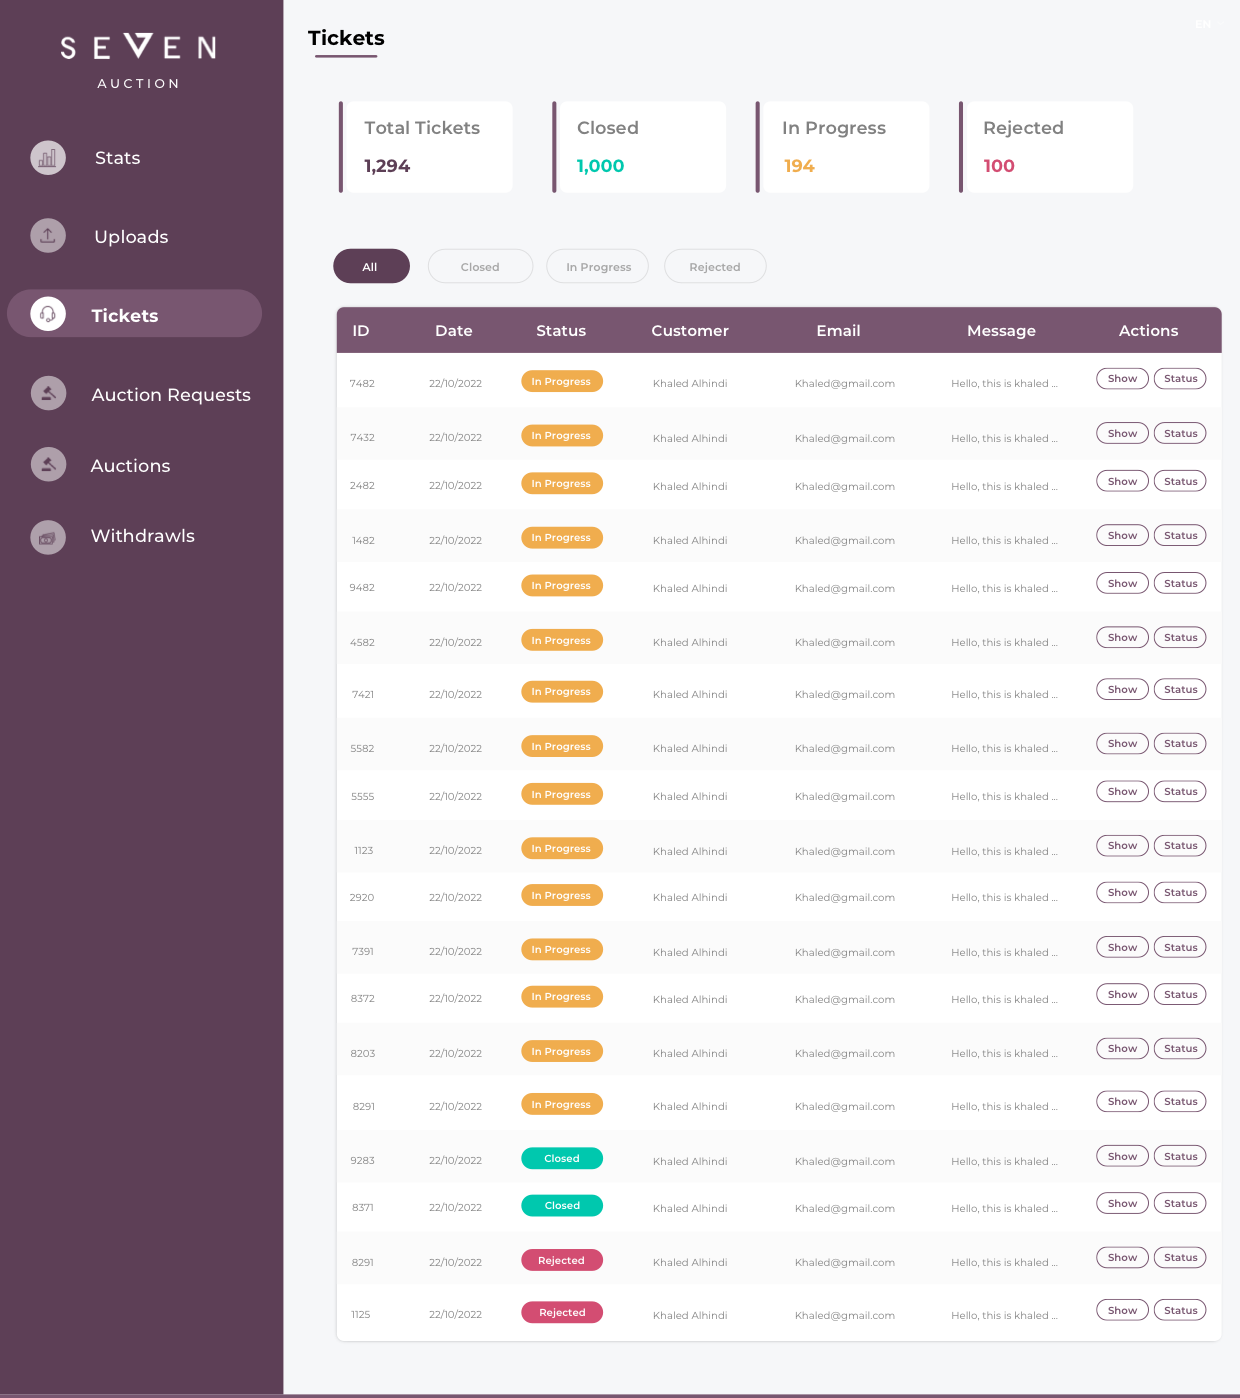 SEVEN
AUCTION
Stats
Uploads
Tickets
Auction Requests
Auctions
Withdrawls
EN
Tickets
Total Tickets
1,294
Closed
1,000
In Progress
194
Rejected
100
All Closed In Progress Rejected
ID Date Status Customer Email Message Actions
7482 22/10/2022 In Progress Khaled Alhindi Khaled@gmail.com Hello, this is khaled ... Show Status
7432 22/10/2022 In Progress Khaled Alhindi Khaled@gmail.com Hello, this is khaled ... Show Status
2482 22/10/2022 In Progress Khaled Alhindi Khaled@gmail.com Hello, this is khaled ... Show Status
1482 22/10/2022 In Progress Khaled Alhindi Khaled@gmail.com Hello, this is khaled ... Show Status
9482 22/10/2022 In Progress Khaled Alhindi Khaled@gmail.com Hello, this is khaled ... Show Status
4582 22/10/2022 In Progress Khaled Alhindi Khaled@gmail.com Hello, this is khaled ... Show Status
7421 22/10/2022 In Progress Khaled Alhindi Khaled@gmail.com Hello, this is khaled ... Show Status
5582 22/10/2022 In Progress Khaled Alhindi Khaled@gmail.com Hello, this is khaled ... Show Status
5555 22/10/2022 In Progress Khaled Alhindi Khaled@gmail.com Hello, this is khaled ... Show Status
1123 22/10/2022 In Progress Khaled Alhindi Khaled@gmail.com Hello, this is khaled ... Show Status
2920 22/10/2022 In Progress Khaled Alhindi Khaled@gmail.com Hello, this is khaled ... Show Status
7391 22/10/2022 In Progress Khaled Alhindi Khaled@gmail.com Hello, this is khaled ... Show Status
8372 22/10/2022 In Progress Khaled Alhindi Khaled@gmail.com Hello, this is khaled ... Show Status
8203 22/10/2022 In Progress Khaled Alhindi Khaled@gmail.com Hello, this is khaled ... Show Status
8291 22/10/2022 In Progress Khaled Alhindi Khaled@gmail.com Hello, this is khaled ... Show Status
9283 22/10/2022 Closed Khaled Alhindi Khaled@gmail.com Hello, this is khaled ... Show Status
8371 22/10/2022 Closed Khaled Alhindi Khaled@gmail.com Hello, this is khaled ... Show Status
8291 22/10/2022 Rejected Khaled Alhindi Khaled@gmail.com Hello, this is khaled ... Show Status
1125 22/10/2022 Rejected Khaled Alhindi Khaled@gmail.com Hello, this is khaled ... Show Status